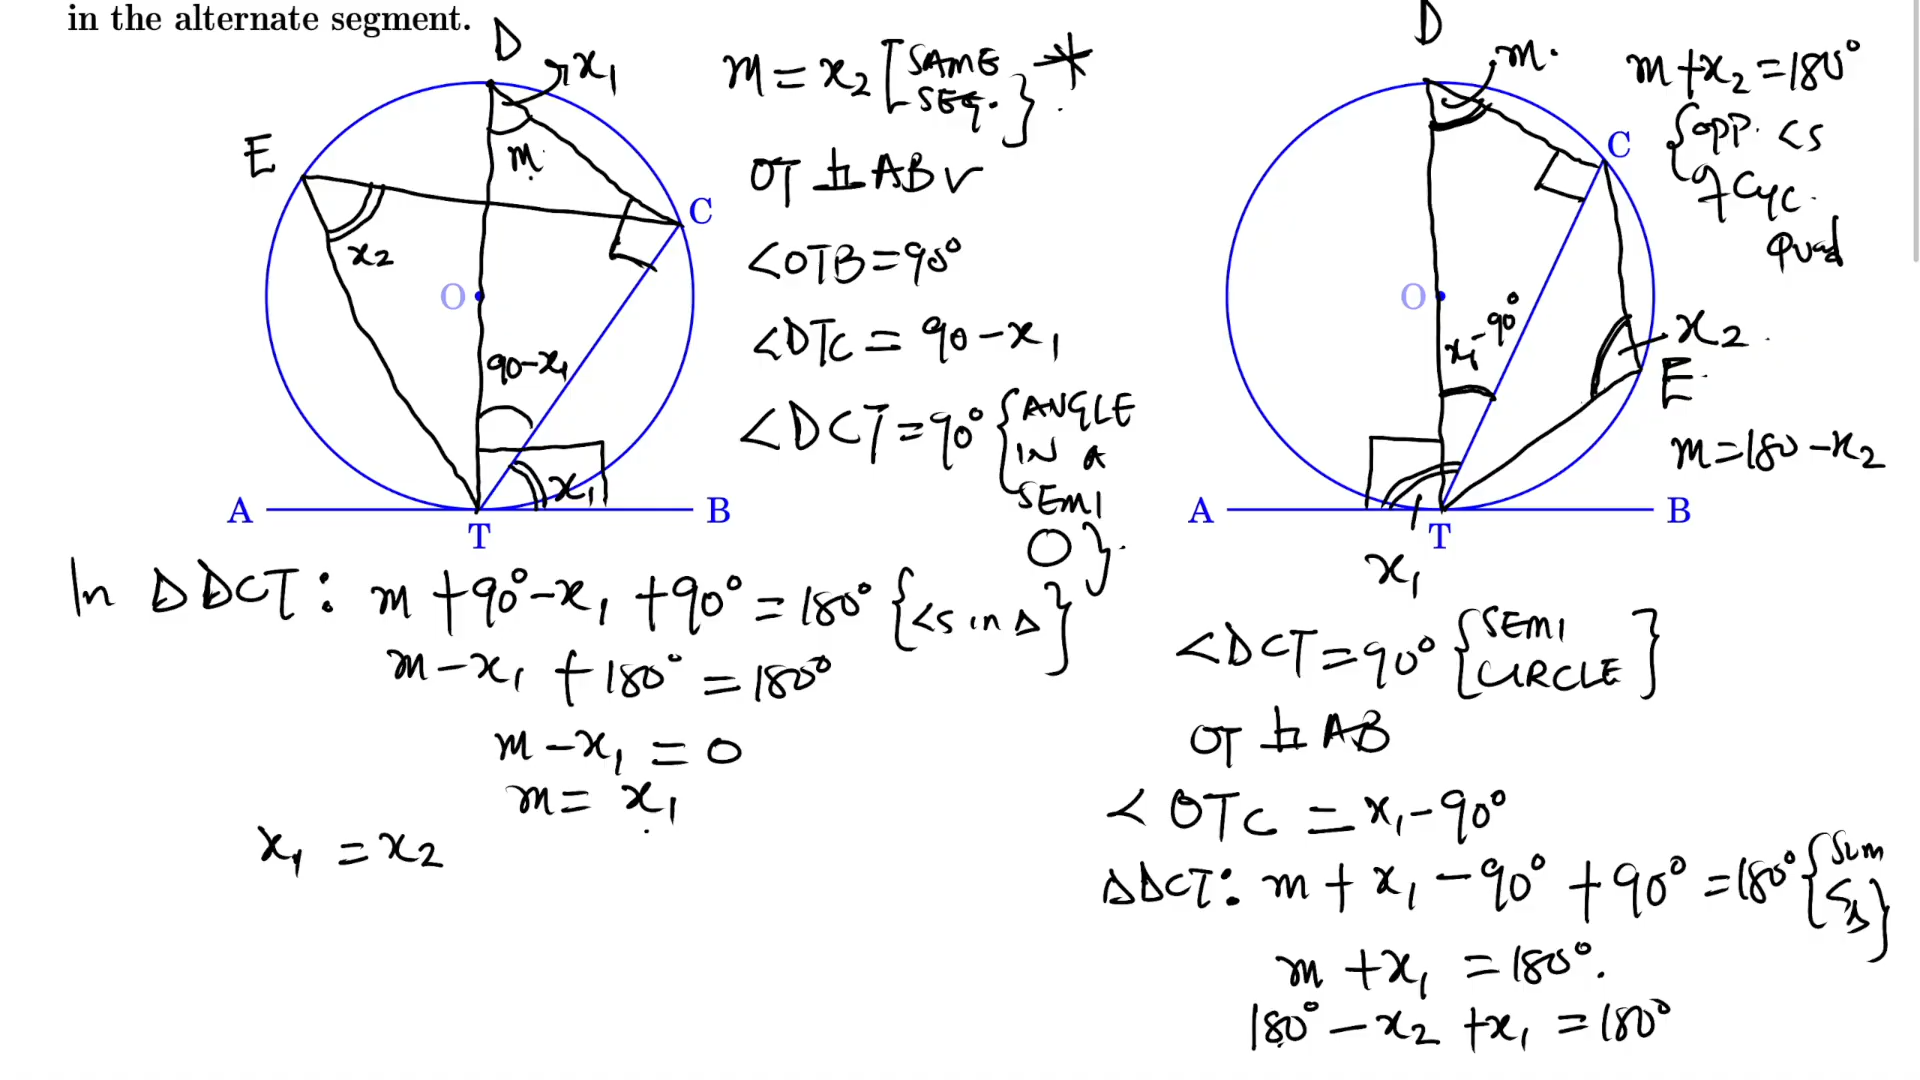 in the alternate segment.
D
x₁
E
m
C
x₂
O
90-x₁
x₁
A
B
T
m = x₂ [SAME SEG.} *
OT ⊥ AB ✓
<OTB = 90°
<DTC = 90 - x₁
<DCT = 90° {ANGLE IN A SEMI O}.
In Δ DCT : m + 90° - x₁ + 90° = 180° {<s in Δ}
m - x₁ + 180° = 180°
m - x₁ = 0
m = x₁
x₁ = x₂
D
m.
C
O
x₁ - 90°
x₂
E
A
B
T
x₁
m + x₂ = 180°
{opp. <s
of cyc.
Quad
m = 180 - x₂
<DCT = 90° {SEMI CIRCLE}
OT ⊥ AB
<OTC = x₁ - 90°
ΔDCT: m + x₁ - 90° + 90° = 180° {Sum <s Δ}
m + x₁ = 180°.
180° - x₂ + x₁ = 180°